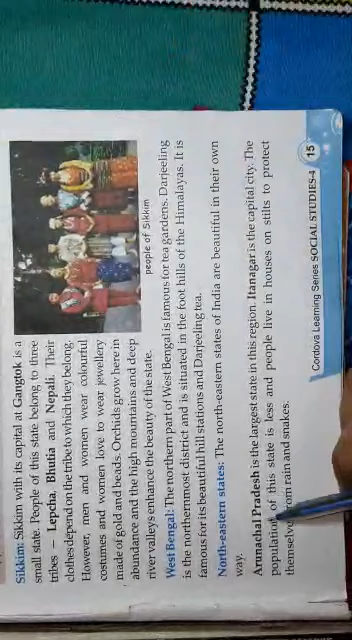 Sikkim: Sikkim with its capital at Gangtok is a
small state. People of this state belong to three
tribes – Lepcha, Bhutia and Nepali. Their
clothes depend on the tribe to which they belong.
However, men and women wear colourful
costumes and women love to wear jewellery
made of gold and beads. Orchids grow here in
abundance and the high mountains and deep
river valleys enhance the beauty of the state.
people of Sikkim
West Bengal: The northern part of West Bengal is famous for tea gardens. Darjeeling
is the northernmost district and is situated in the foot hills of the Himalayas. It is
famous for its beautiful hill stations and Darjeeling tea.
North-eastern states: The north-eastern states of India are beautiful in their own
way.
Arunachal Pradesh is the largest state in this region. Itanagar is the capital city. The
population of this state is less and people live in houses on stilts to protect
from rain and snakes.
Cordova Learning Series SOCIAL STUDIES-4 15